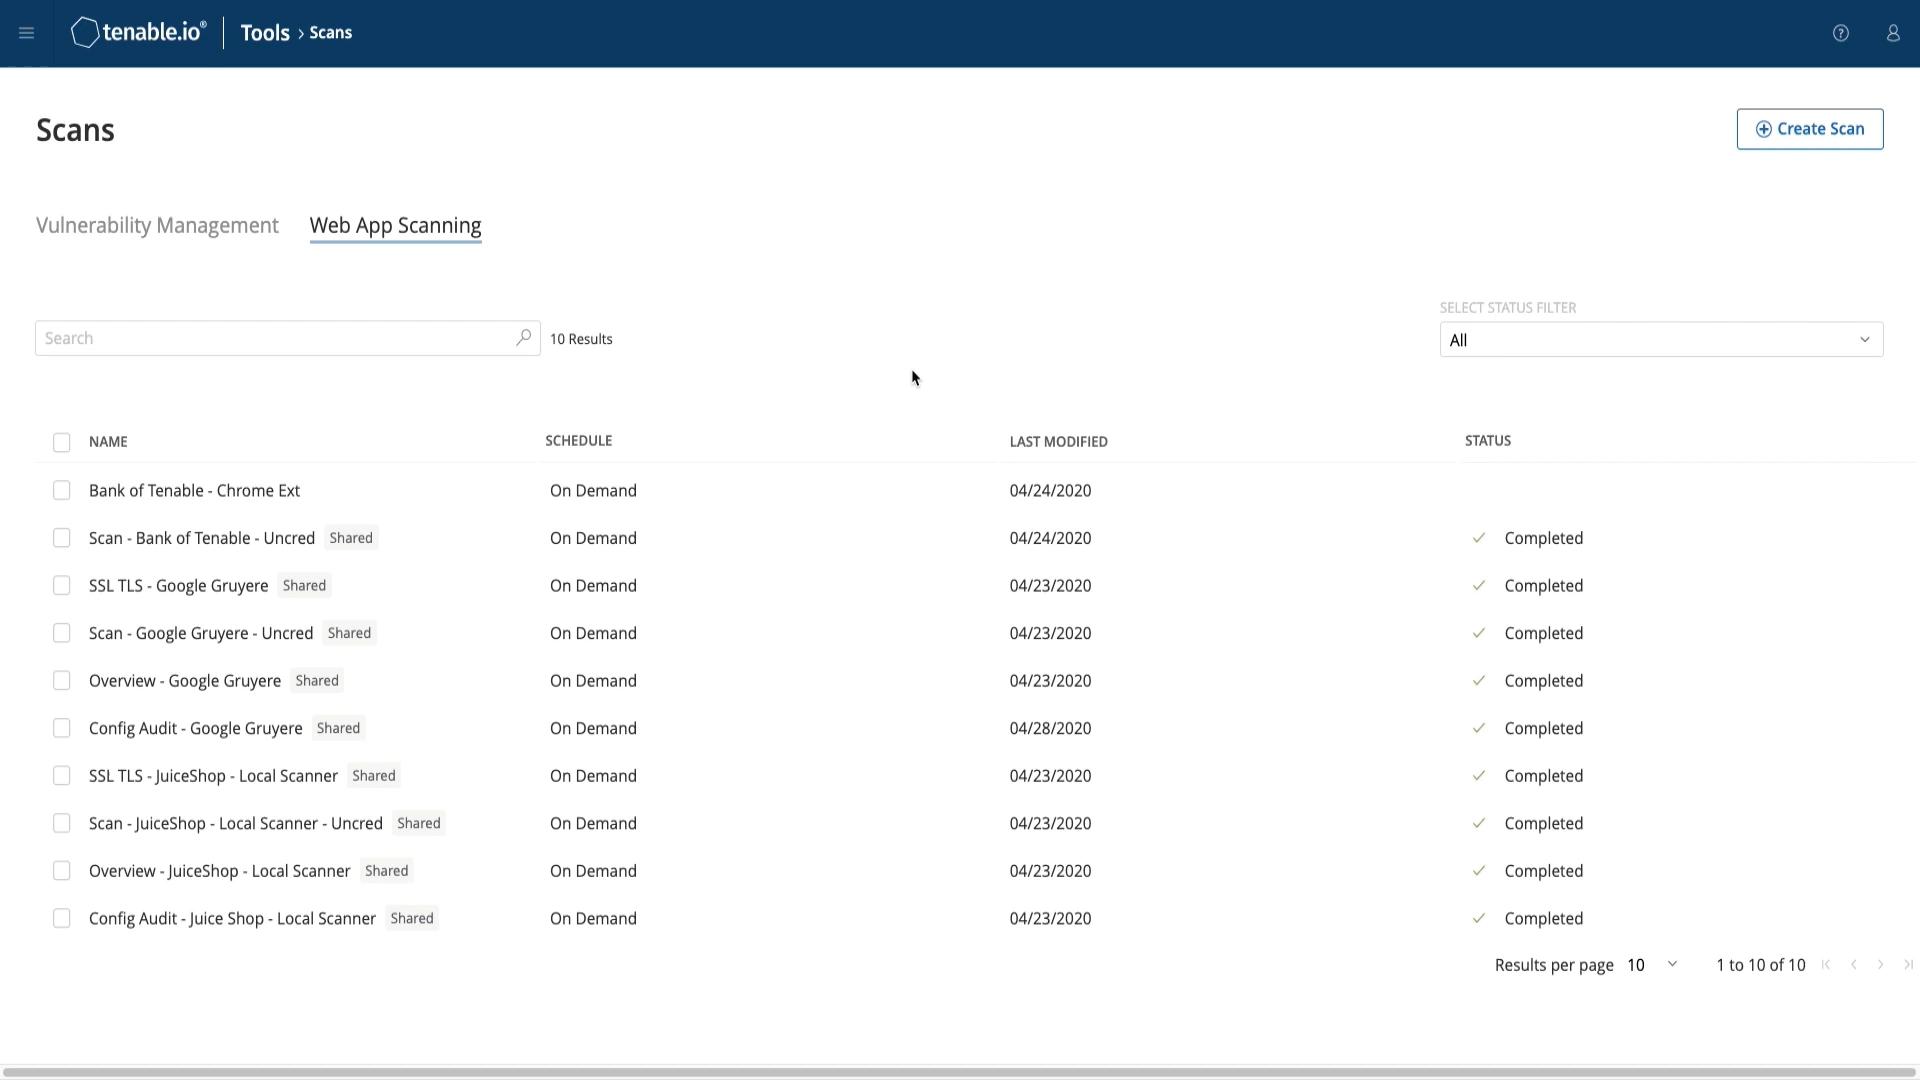 tenable.io® Tools › Scans
Scans
Create Scan
Vulnerability Management Web App Scanning
SELECT STATUS FILTER
Search 10 Results All
NAME SCHEDULE LAST MODIFIED STATUS
Bank of Tenable - Chrome Ext On Demand 04/24/2020
Scan - Bank of Tenable - Uncred Shared On Demand 04/24/2020 Completed
SSL TLS - Google Gruyere Shared On Demand 04/23/2020 Completed
Scan - Google Gruyere - Uncred Shared On Demand 04/23/2020 Completed
Overview - Google Gruyere Shared On Demand 04/23/2020 Completed
Config Audit - Google Gruyere Shared On Demand 04/28/2020 Completed
SSL TLS - JuiceShop - Local Scanner Shared On Demand 04/23/2020 Completed
Scan - JuiceShop - Local Scanner - Uncred Shared On Demand 04/23/2020 Completed
Overview - JuiceShop - Local Scanner Shared On Demand 04/23/2020 Completed
Config Audit - Juice Shop - Local Scanner Shared On Demand 04/23/2020 Completed
Results per page 10 1 to 10 of 10